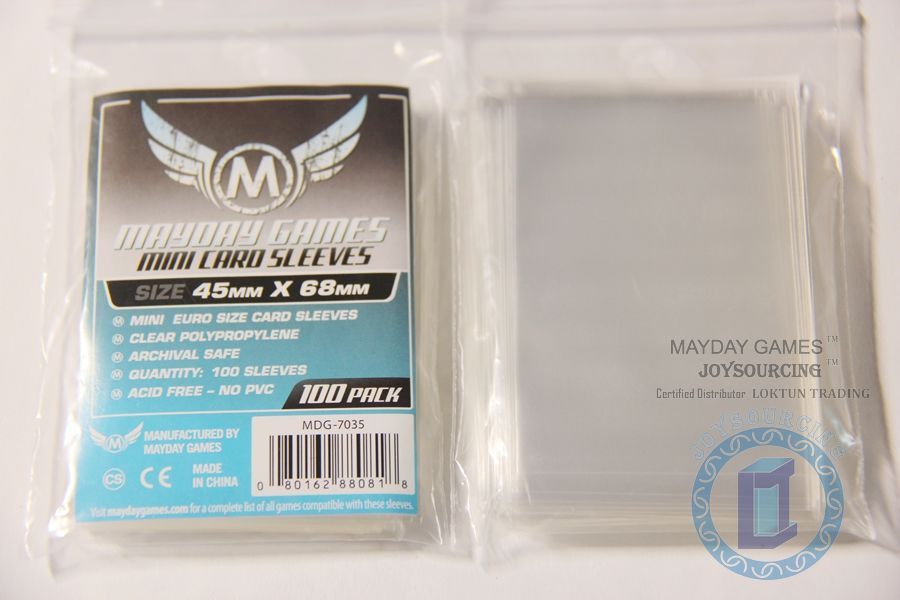 M
MAYDAY GAMES
MINI CARD SLEEVES
SIZE 45MM X 68MM
M MINI EURO SIZE CARD SLEEVES
M CLEAR POLYPROPYLENE
M ARCHIVAL SAFE
M QUANTITY: 100 SLEEVES
M ACID FREE – NO PVC
100 PACK
M MANUFACTURED BY
MAYDAY GAMES
CS CE MADE
IN CHINA
MDG-7035
0 80162 88081 8
Visit maydaygames.com for a complete list of all games compatible with these sleeves.
MAYDAY GAMES™
JOYSOURCING™
Certified Distributor LOKTUN TRADING
JOYSOURCING